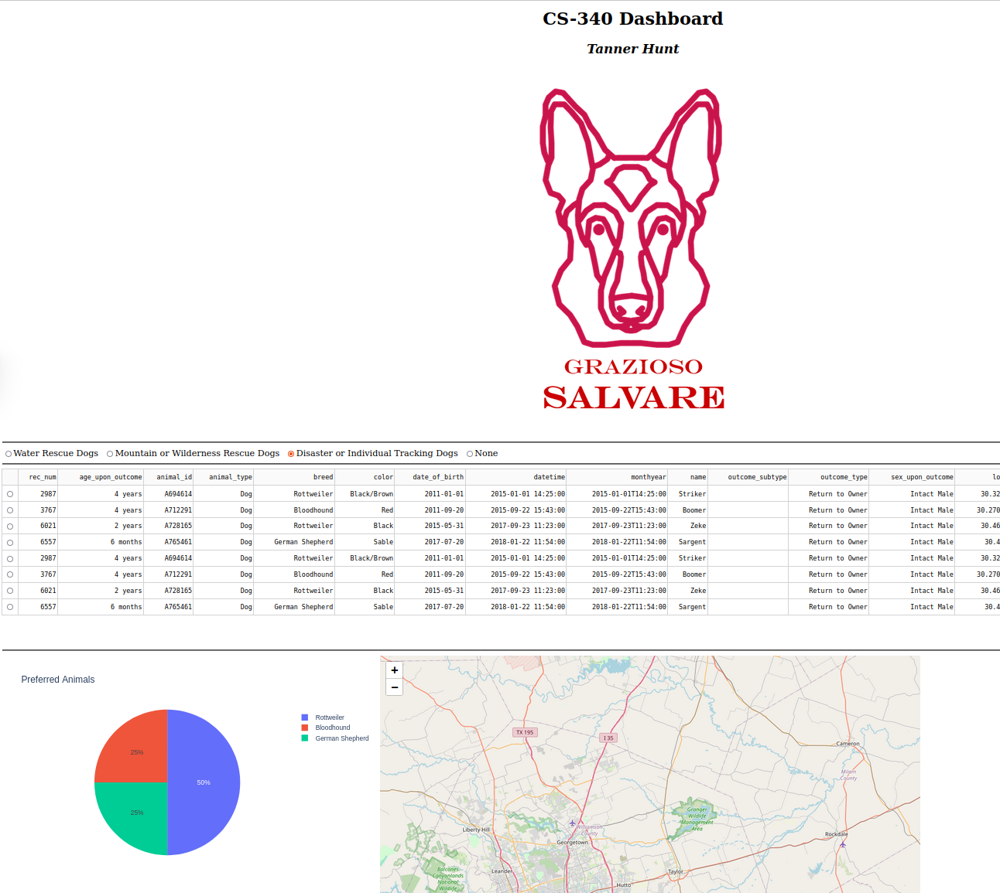 CS-340 Dashboard
Tanner Hunt
GRAZIOSO
SALVARE
Water Rescue Dogs Mountain or Wilderness Rescue Dogs Disaster or Individual Tracking Dogs None
rec_num age_upon_outcome animal_id animal_type breed color date_of_birth datetime monthyear name outcome_subtype outcome_type sex_upon_outcome lo
2987 4 years A694614 Dog Rottweiler Black/Brown 2011-01-01 2015-01-01 14:25:00 2015-01-01T14:25:00 Striker Return to Owner Intact Male 30.32
3767 4 years A712291 Dog Bloodhound Red 2011-09-20 2015-09-22 15:43:00 2015-09-22T15:43:00 Boomer Return to Owner Intact Male 30.270
6021 2 years A728165 Dog Rottweiler Black 2015-05-31 2017-09-23 11:23:00 2017-09-23T11:23:00 Zeke Return to Owner Intact Male 30.46
6557 6 months A765461 Dog German Shepherd Sable 2017-07-20 2018-01-22 11:54:00 2018-01-22T11:54:00 Sargent Return to Owner Intact Male 30.4
2987 4 years A694614 Dog Rottweiler Black/Brown 2011-01-01 2015-01-01 14:25:00 2015-01-01T14:25:00 Striker Return to Owner Intact Male 30.32
3767 4 years A712291 Dog Bloodhound Red 2011-09-20 2015-09-22 15:43:00 2015-09-22T15:43:00 Boomer Return to Owner Intact Male 30.270
6021 2 years A728165 Dog Rottweiler Black 2015-05-31 2017-09-23 11:23:00 2017-09-23T11:23:00 Zeke Return to Owner Intact Male 30.46
6557 6 months A765461 Dog German Shepherd Sable 2017-07-20 2018-01-22 11:54:00 2018-01-22T11:54:00 Sargent Return to Owner Intact Male 30.4
Preferred Animals
Rottweiler
Bloodhound
German Shepherd
25%
50%
25%
+
−
TX 195
I 35
Cameron
Milam
County
Granger
Wildlife
Management
Area
Liberty Hill
Williamson
County
Georgetown
Rockdale
Balcones
Canyonlands
National
Wildlife
Leander
Taylor
Hutto